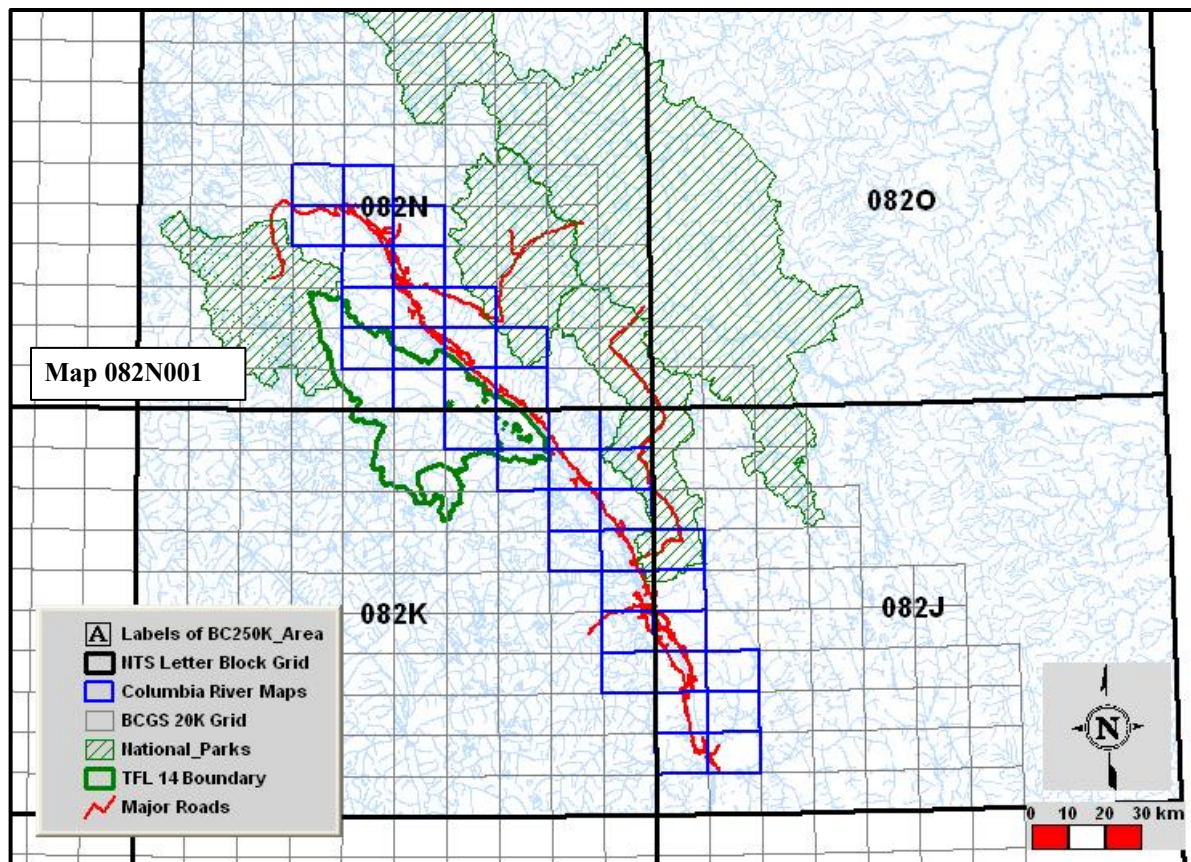 082N
082O
Map 082N001
082K
082J
A Labels of BC250K_Area
NTS Letter Block Grid
Columbia River Maps
BCGS 20K Grid
National_Parks
TFL 14 Boundary
Major Roads
N
0 10 20 30 km